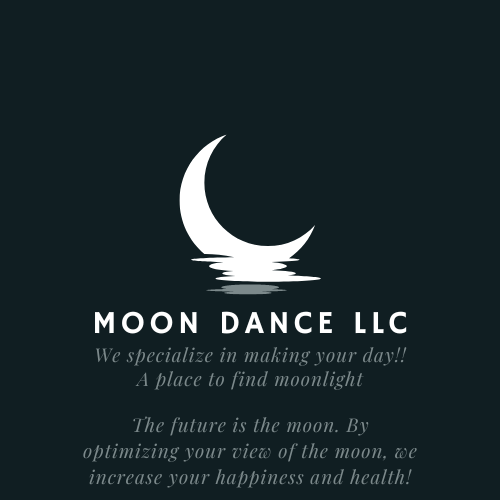 MOON DANCE LLC
We specialize in making your day!!
A place to find moonlight
The future is the moon. By
optimizing your view of the moon, we
increase your happiness and health!